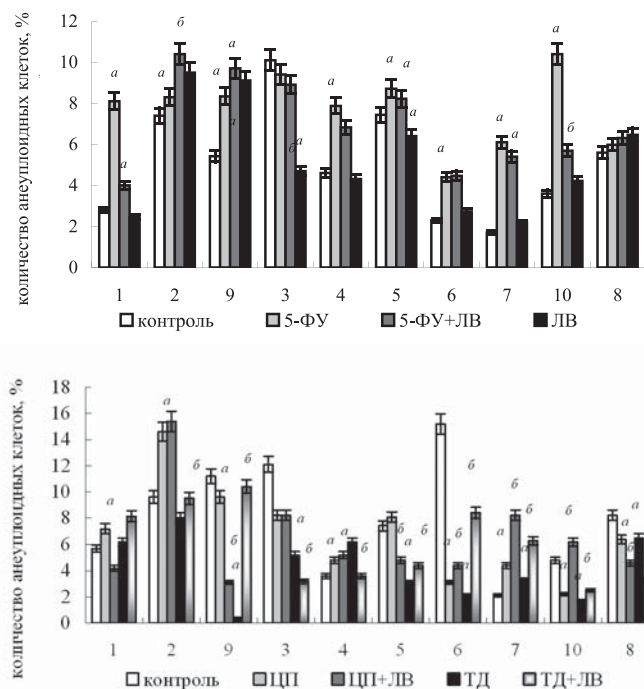 количество анеуплоидных клеток, %
12
10
8
6
4
2
0
а б а а а а а а
а а а а а б
а б а
1 2 9 3 4 5 6 7 10 8
контроль 5-ФУ 5-ФУ+ЛВ ЛВ
количество анеуплоидных клеток, %
18
16
14
12
10
8
6
4
2
0
а а б а б а б а а б б а б а б б а б б а а б а а б а б
1 2 9 3 4 5 6 7 10 8
контроль ЦП ЦП+ЛВ ТД ТД+ЛВ